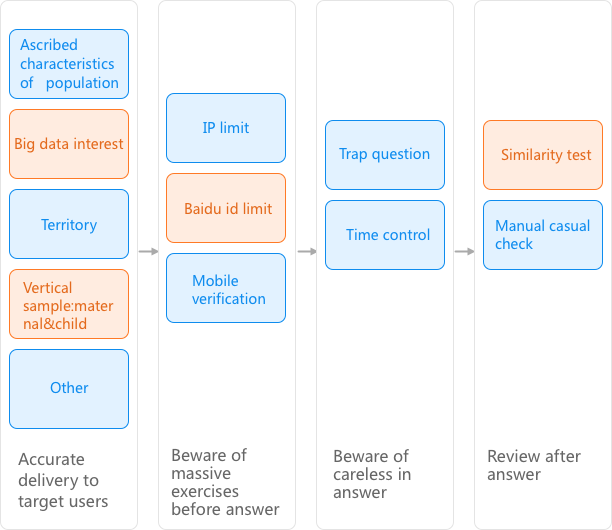 Ascribed
characteristics
of population
Big data interest
Territory
Vertical
sample:mater
nal&child
Other
Accurate
delivery to
target users
IP limit
Baidu id limit
Mobile
verification
Beware of
massive
exercises
before answer
Trap question
Time control
Beware of
careless in
answer
Similarity test
Manual casual
check
Review after
answer